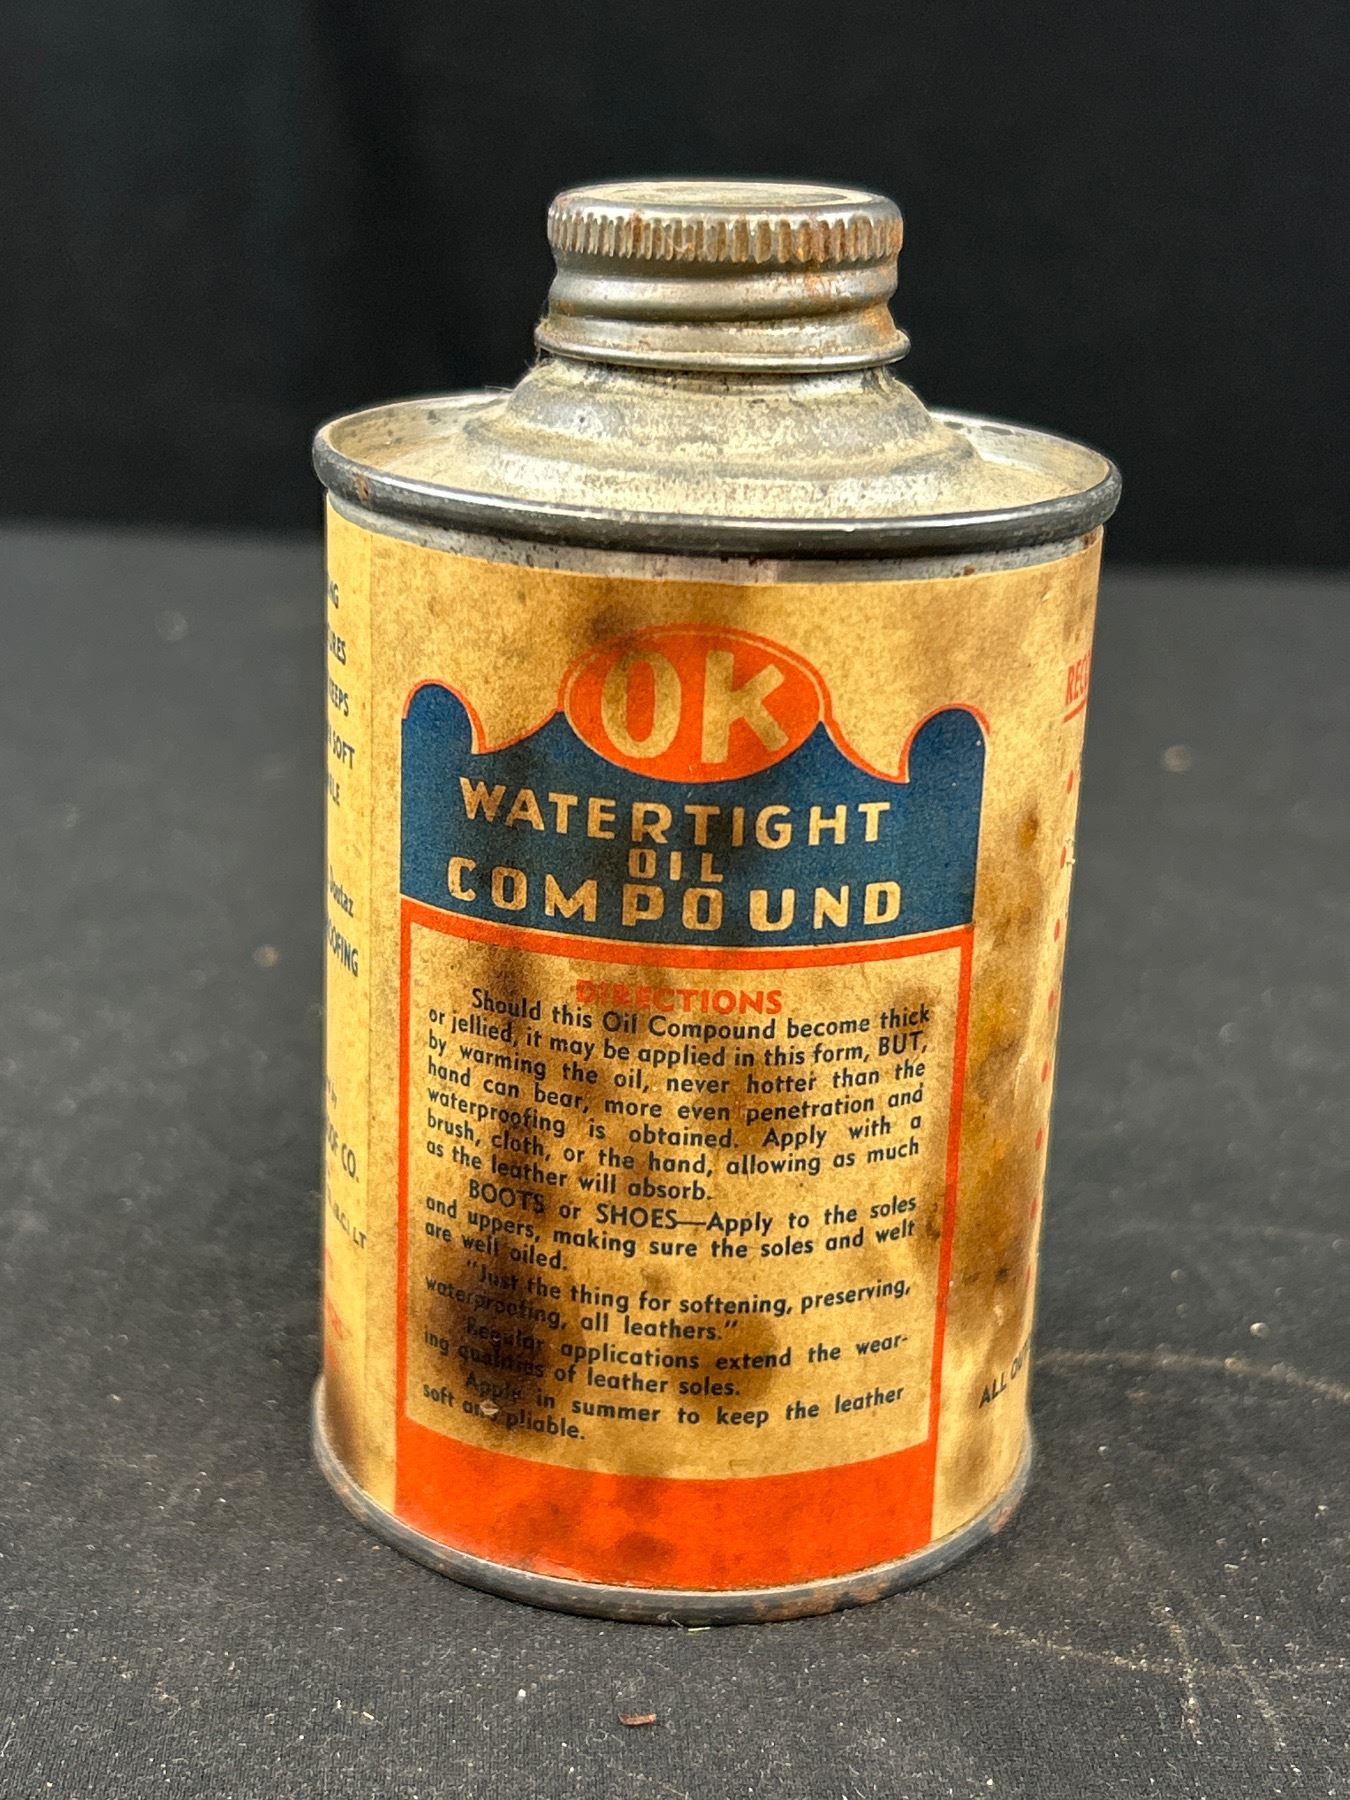 OK
WATERTIGHT
OIL
COMPOUND
DIRECTIONS
Should this Oil Compound become thick
or jellied, it may be applied in this form, BUT,
by warming the oil, never hotter than the
hand can bear, more even penetration and
waterproofing is obtained. Apply with a
brush, cloth, or the hand, allowing as much
as the leather will absorb.
BOOTS or SHOES—Apply to the soles
and uppers, making sure the soles and welt
are well oiled.
"Just the thing for softening, preserving,
waterproofing, all leathers."
Regular applications extend the wear-
ing qualities of leather soles.
Apply in summer to keep the leather
soft and pliable.
SOFT
CO.
ALL